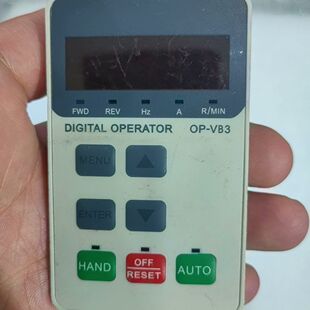 FWD REV Hz A R/MIN
DIGITAL OPERATOR OP-VB3
MENU
ENTER
HAND OFF RESET AUTO